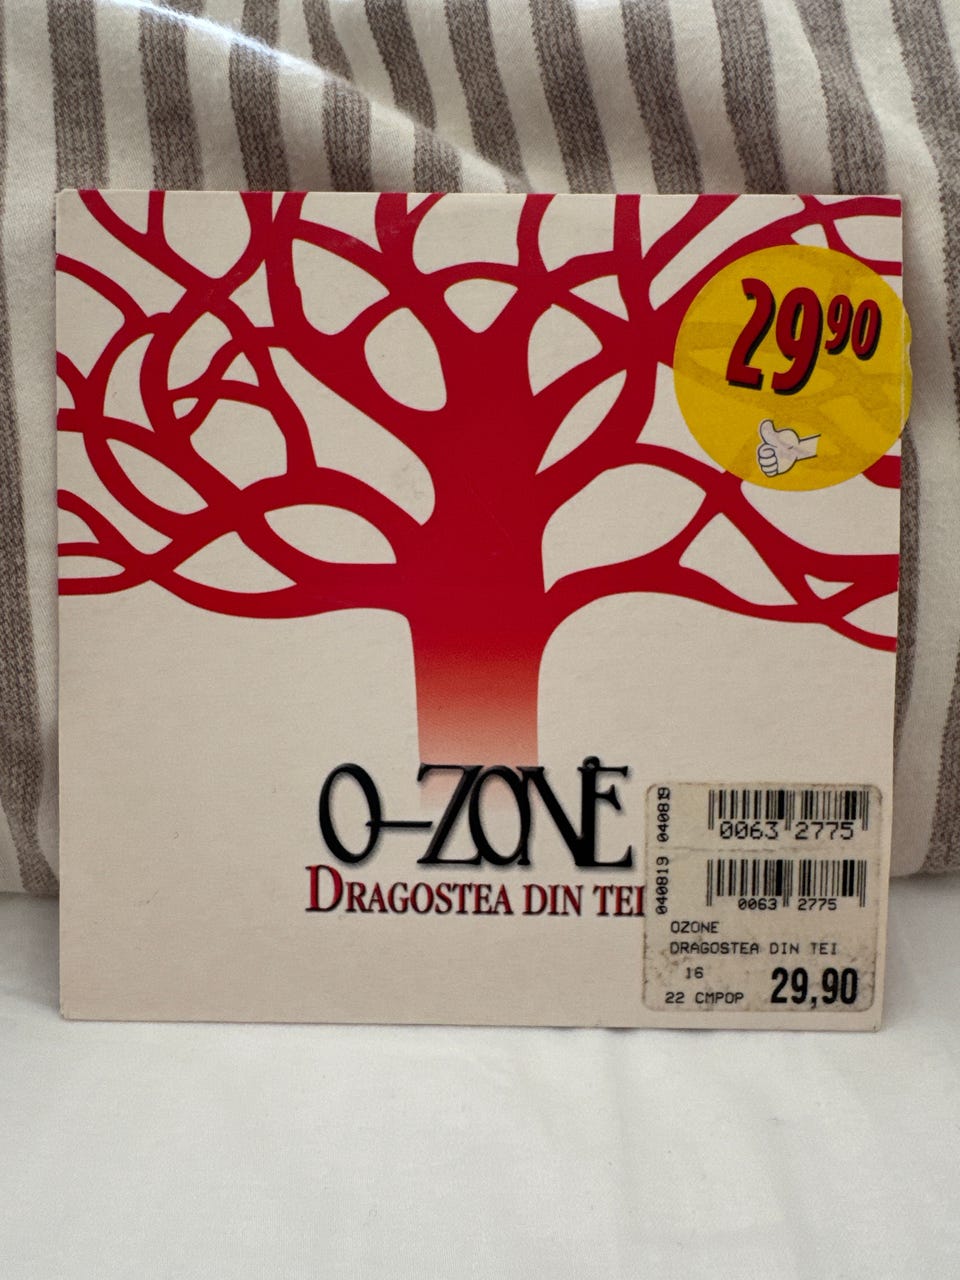 29 90
O-ZONE
DRAGOSTEA DIN TEI
040819
0063 2775
040819
0063 2775
OZONE
DRAGOSTEA DIN TEI
16
22 CMPOP 29,90